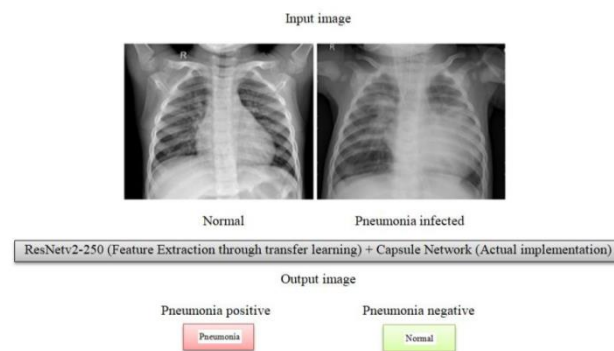 Input image
R
R
Normal
Pneumonia infected
ResNetv2-250 (Feature Extraction through transfer learning) + Capsule Network (Actual implementation)
Output image
Pneumonia positive
Pneumonia negative
Pneumonia
Normal